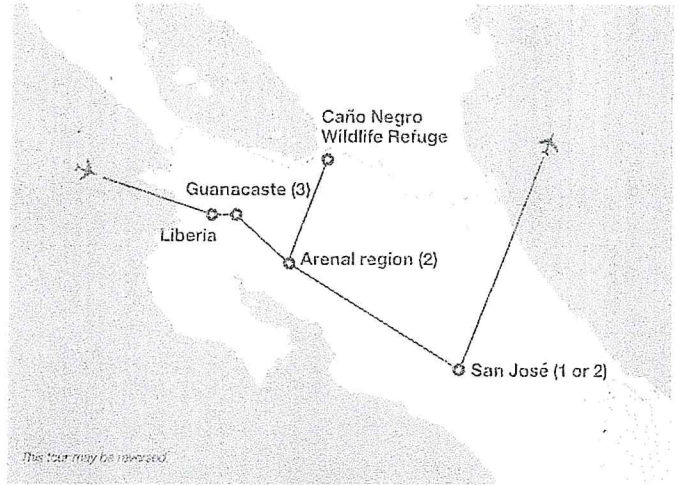 Caño Negro
Wildlife Refuge
Guanacaste (3)
Liberia
Arenal region (2)
San José (1 or 2)
This tour may be reversed.